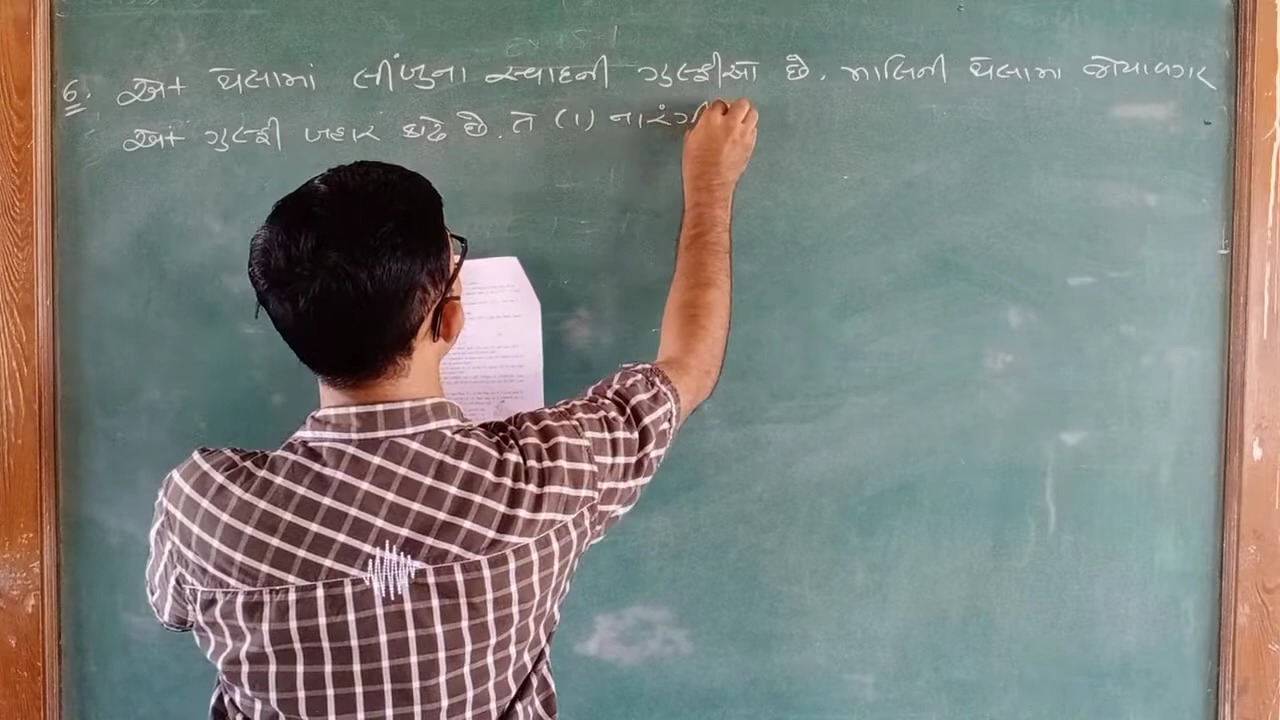 6. એક થેલામાં લીંબુના સ્વાદની ગુલ્ફીઓ છે. માલિની થેલામાં જોયાવગર
એક ગુલ્ફી બહાર કાઢે છે. તે (1) નારંગી